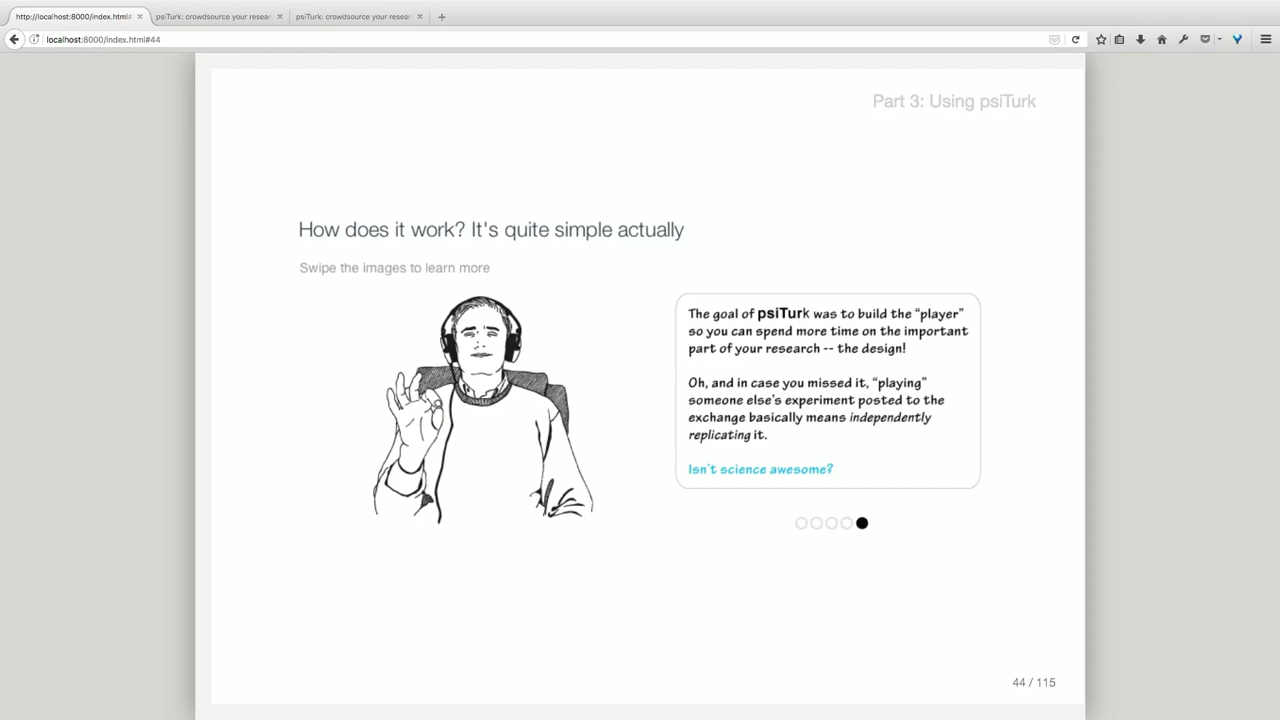 http://localhost:8000/index.html#
psiTurk: crowdsource your resear
psiTurk: crowdsource your resear
localhost:8000/index.html#44
Part 3: Using psiTurk
How does it work? It's quite simple actually
Swipe the images to learn more
The goal of psiTurk was to build the “player”
so you can spend more time on the important
part of your research -- the design!
Oh, and in case you missed it, “playing”
someone else's experiment posted to the
exchange basically means independently
replicating it.
Isn't science awesome?
44 / 115